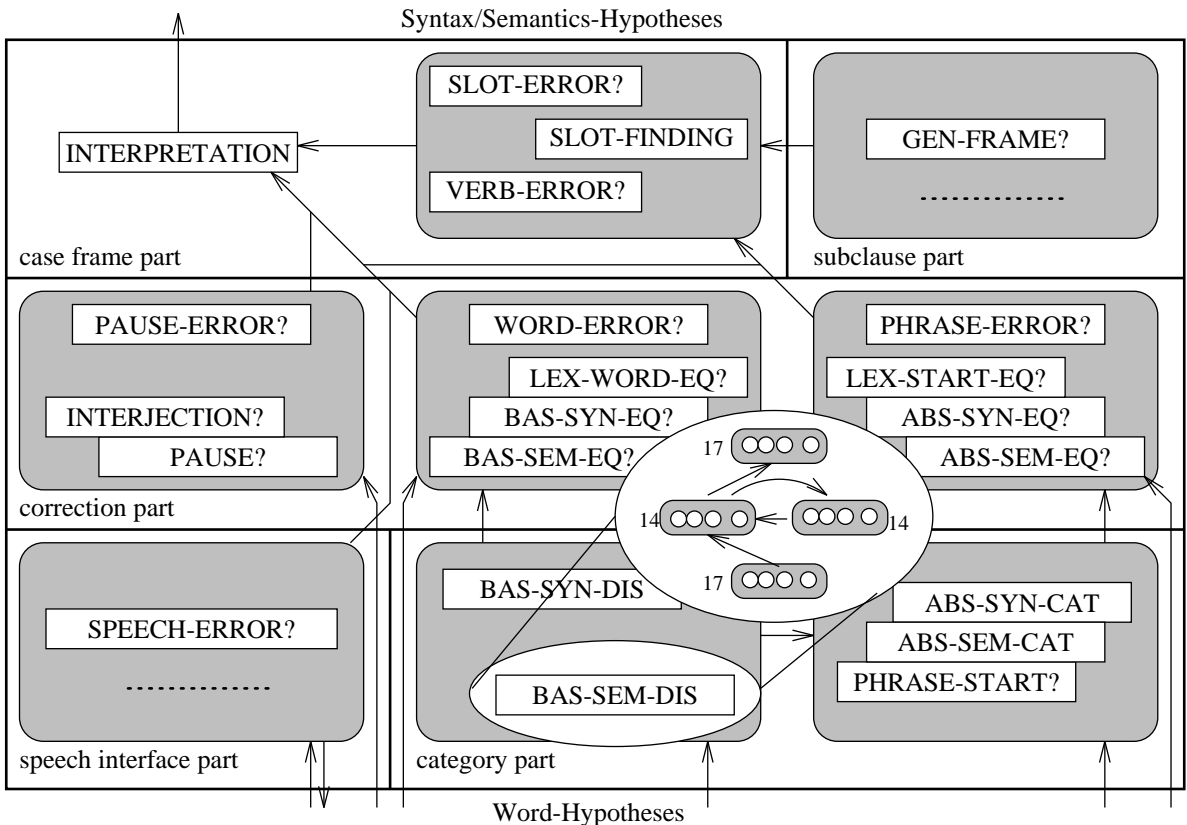 Syntax/Semantics-Hypotheses
SLOT-ERROR?
SLOT-FINDING
VERB-ERROR?
INTERPRETATION
case frame part
GEN-FRAME?
..............
subclause part
PAUSE-ERROR?
INTERJECTION?
PAUSE?
correction part
WORD-ERROR?
LEX-WORD-EQ?
BAS-SYN-EQ?
BAS-SEM-EQ?
PHRASE-ERROR?
LEX-START-EQ?
ABS-SYN-EQ?
ABS-SEM-EQ?
17
14
14
17
SPEECH-ERROR?
..............
speech interface part
BAS-SYN-DIS
BAS-SEM-DIS
category part
ABS-SYN-CAT
ABS-SEM-CAT
PHRASE-START?
Word-Hypotheses